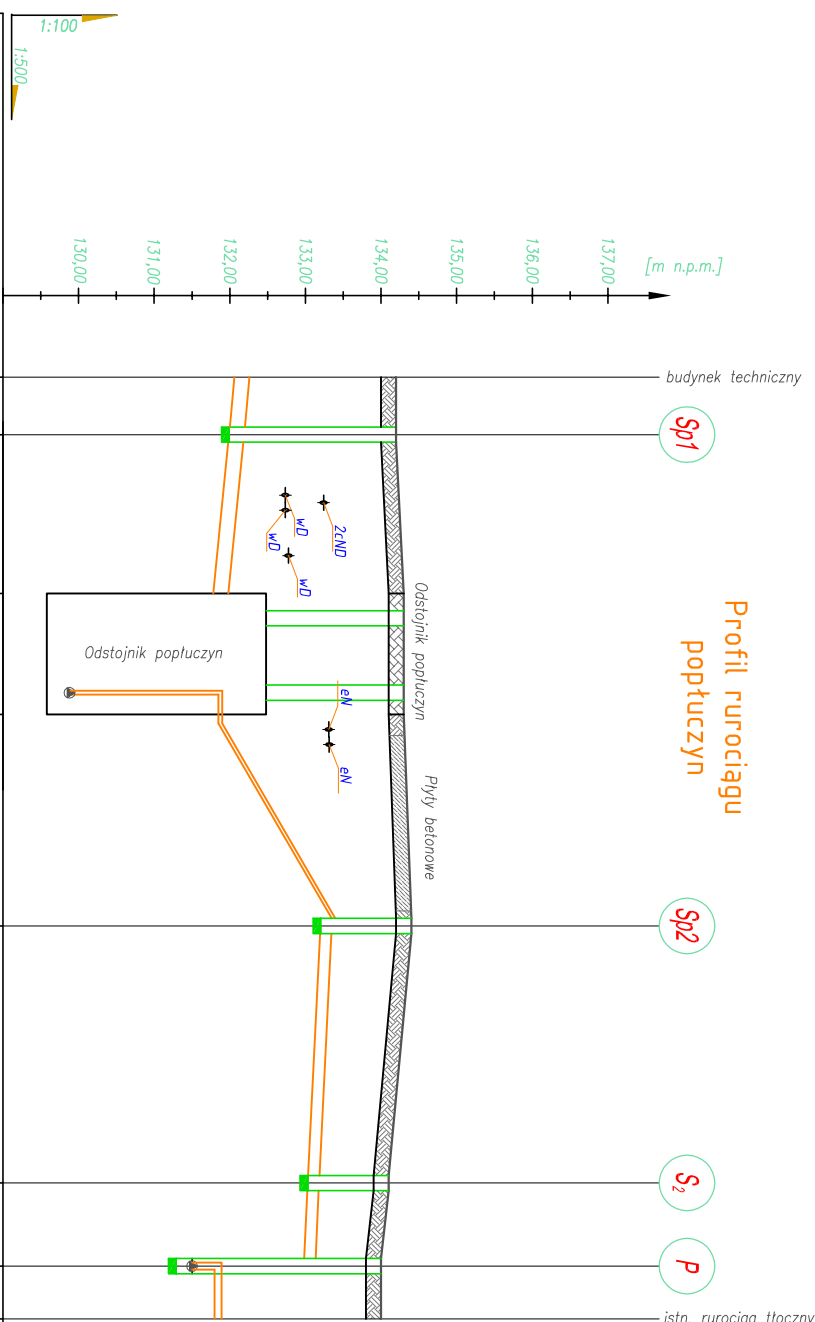 1:100
1:500
[m n.p.m.]
137,00
136,00
135,00
134,00
133,00
132,00
131,00
130,00
budynek techniczny
Sp1
2cND
wD
wD
wD
Profil rurociągu
popłuczyn
Odstojnik popłuczyn
Odstojnik popłuczyn
eN
eN
Płyty betonowe
Sp2
S2
P
istn. rurociąg tłoczny